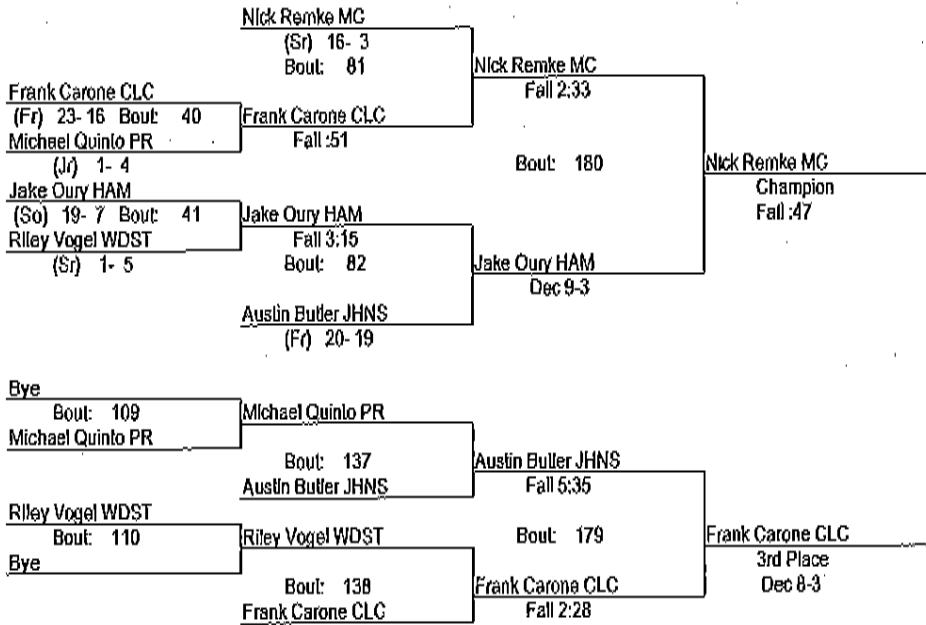 Nick Remke MC
(Sr) 16- 3
Bout: 81
Nick Remke MC
Fall 2:33
Frank Carone CLC
(Fr) 23- 16 Bout: 40
Frank Carone CLC
Fall :51
Michael Quinto PR
(Jr) 1- 4
Bout: 180
Nick Remke MC
Champion
Fall :47
Jake Oury HAM
(So) 19- 7 Bout: 41
Jake Oury HAM
Fall 3:15
Bout: 82
Riley Vogel WDST
(Sr) 1- 5
Jake Oury HAM
Dec 9-3
Austin Butler JHNS
(Fr) 20- 19
Bye
Bout: 109
Michael Quinto PR
Michael Quinto PR
Bout: 137
Austin Butler JHNS
Fall 5:35
Austin Butler JHNS
Riley Vogel WDST
Bout: 110
Riley Vogel WDST
Bout: 179
Frank Carone CLC
3rd Place
Dec 8-3
Bye
Bout: 138
Frank Carone CLC
Fall 2:28
Frank Carone CLC